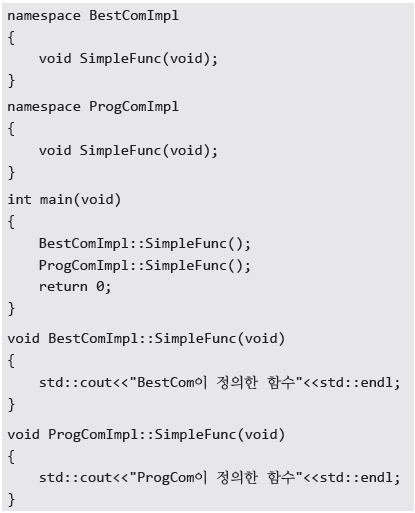 namespace BestComImpl
{
    void SimpleFunc(void);
}
namespace ProgComImpl
{
    void SimpleFunc(void);
}
int main(void)
{
    BestComImpl::SimpleFunc();
    ProgComImpl::SimpleFunc();
    return 0;
}
void BestComImpl::SimpleFunc(void)
{
    std::cout<<"BestCom이 정의한 함수"<<std::endl;
}
void ProgComImpl::SimpleFunc(void)
{
    std::cout<<"ProgCom이 정의한 함수"<<std::endl;
}